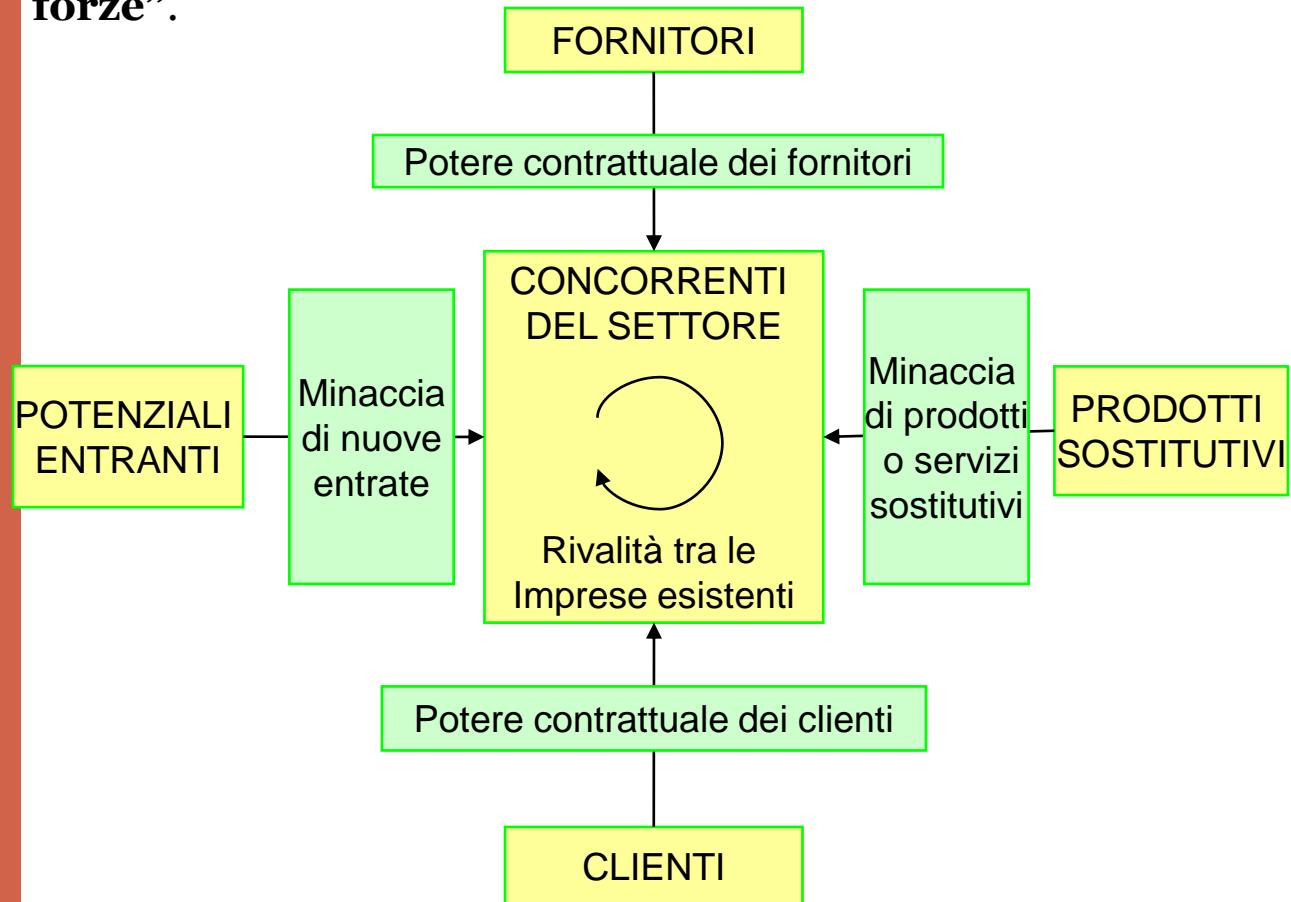 forze”.
FORNITORI
Potere contrattuale dei fornitori
CONCORRENTI
DEL SETTORE
Rivalità tra le
Imprese esistenti
POTENZIALI
ENTRANTI
Minaccia
di nuove
entrate
Minaccia
di prodotti
o servizi
sostitutivi
PRODOTTI
SOSTITUTIVI
Potere contrattuale dei clienti
CLIENTI